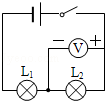 − V +
L₁ L₂